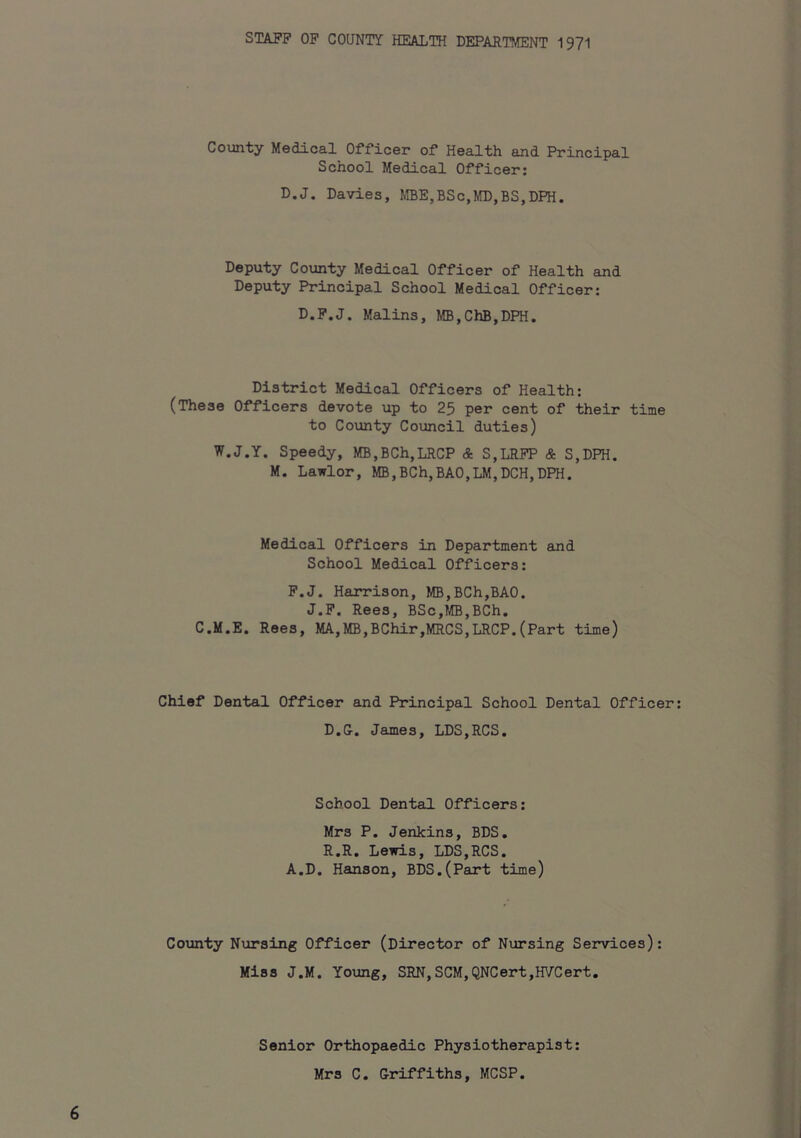 STAFF OF COUNTY HEALTH DEPARTMENT 1971
County Medical Officer of Health and Principal
School Medical Officer:
D.J. Davies, MBE,BSc,MD,BS,DPH.
Deputy County Medical Officer of Health and
Deputy Principal School Medical Officer:
D.F.J. Malins, MB,ChB,DPH.
District Medical Officers of Health:
(These Officers devote up to 25 per cent of their time
to County Council duties)
W.J.Y. Speedy, MB,BCh,LRCP & S,LRFP & S,DPH.
M. Lawlor, MB,BCh,BAO,LM,DCH,DPH.
Medical Officers in Department and
School Medical Officers:
F.J. Harrison, MB,BCh,BAO.
J.F. Rees, BSc,MB,BCh.
C.M.E. Rees, MA,MB,BChir,MRCS,LRCP.(Part time)
Chief Dental Officer and Principal School Dental Officer:
D.G. James, LDS,RCS.
School Dental Officers:
Mrs P. Jenkins, BDS.
R.R. Lewis, LDS,RCS.
A.D. Hanson, BDS.(Part time)
County Nursing Officer (Director of Nursing Services):
Miss J.M. Young, SRN,SCM,QNCert,HVCert.
Senior Orthopaedic Physiotherapist:
Mrs C. Griffiths, MCSP.
6